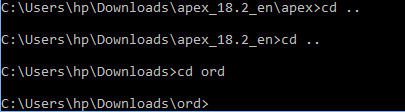 C:\Users\hp\Downloads\apex_18.2_en\apex>cd ..
C:\Users\hp\Downloads\apex_18.2_en>cd ..
C:\Users\hp\Downloads>cd ord
C:\Users\hp\Downloads\ord>